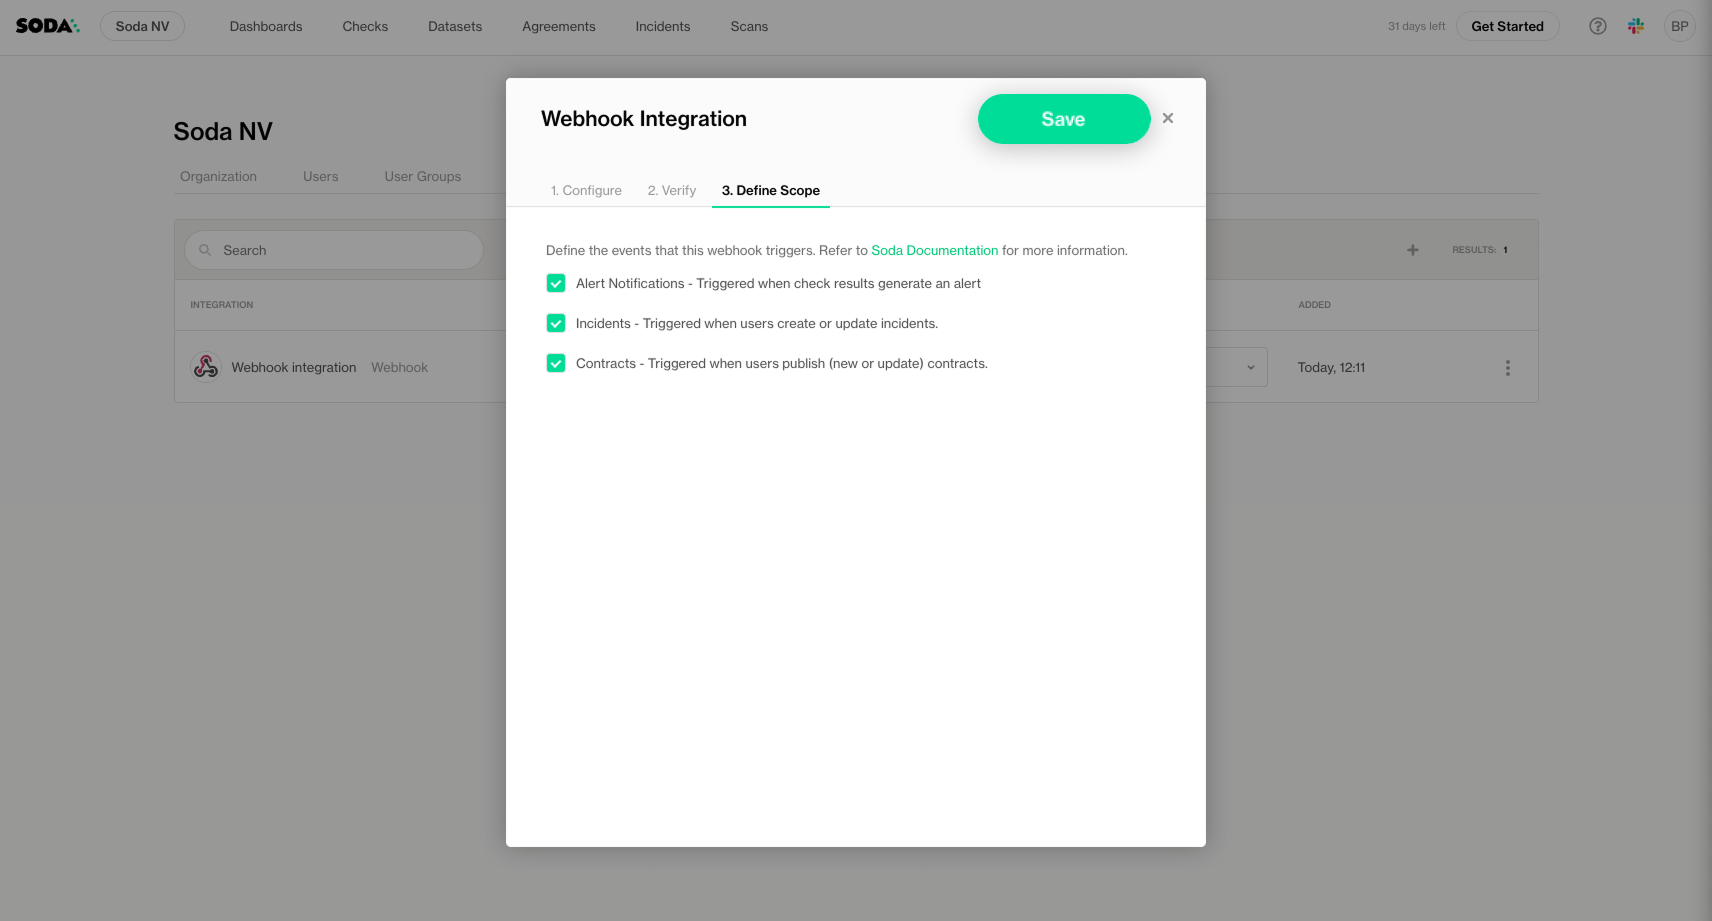 SODA Soda NV Dashboards Checks Datasets Agreements Incidents Scans 31 days left Get Started BP
Webhook Integration Save
Soda NV
Organization Users User Groups
1. Configure 2. Verify 3. Define Scope
Define the events that this webhook triggers. Refer to Soda Documentation for more information.
Search RESULTS: 1
Alert Notifications - Triggered when check results generate an alert
INTEGRATION ADDED
Incidents - Triggered when users create or update incidents.
Contracts - Triggered when users publish (new or update) contracts.
Webhook integration Webhook Today, 12:11